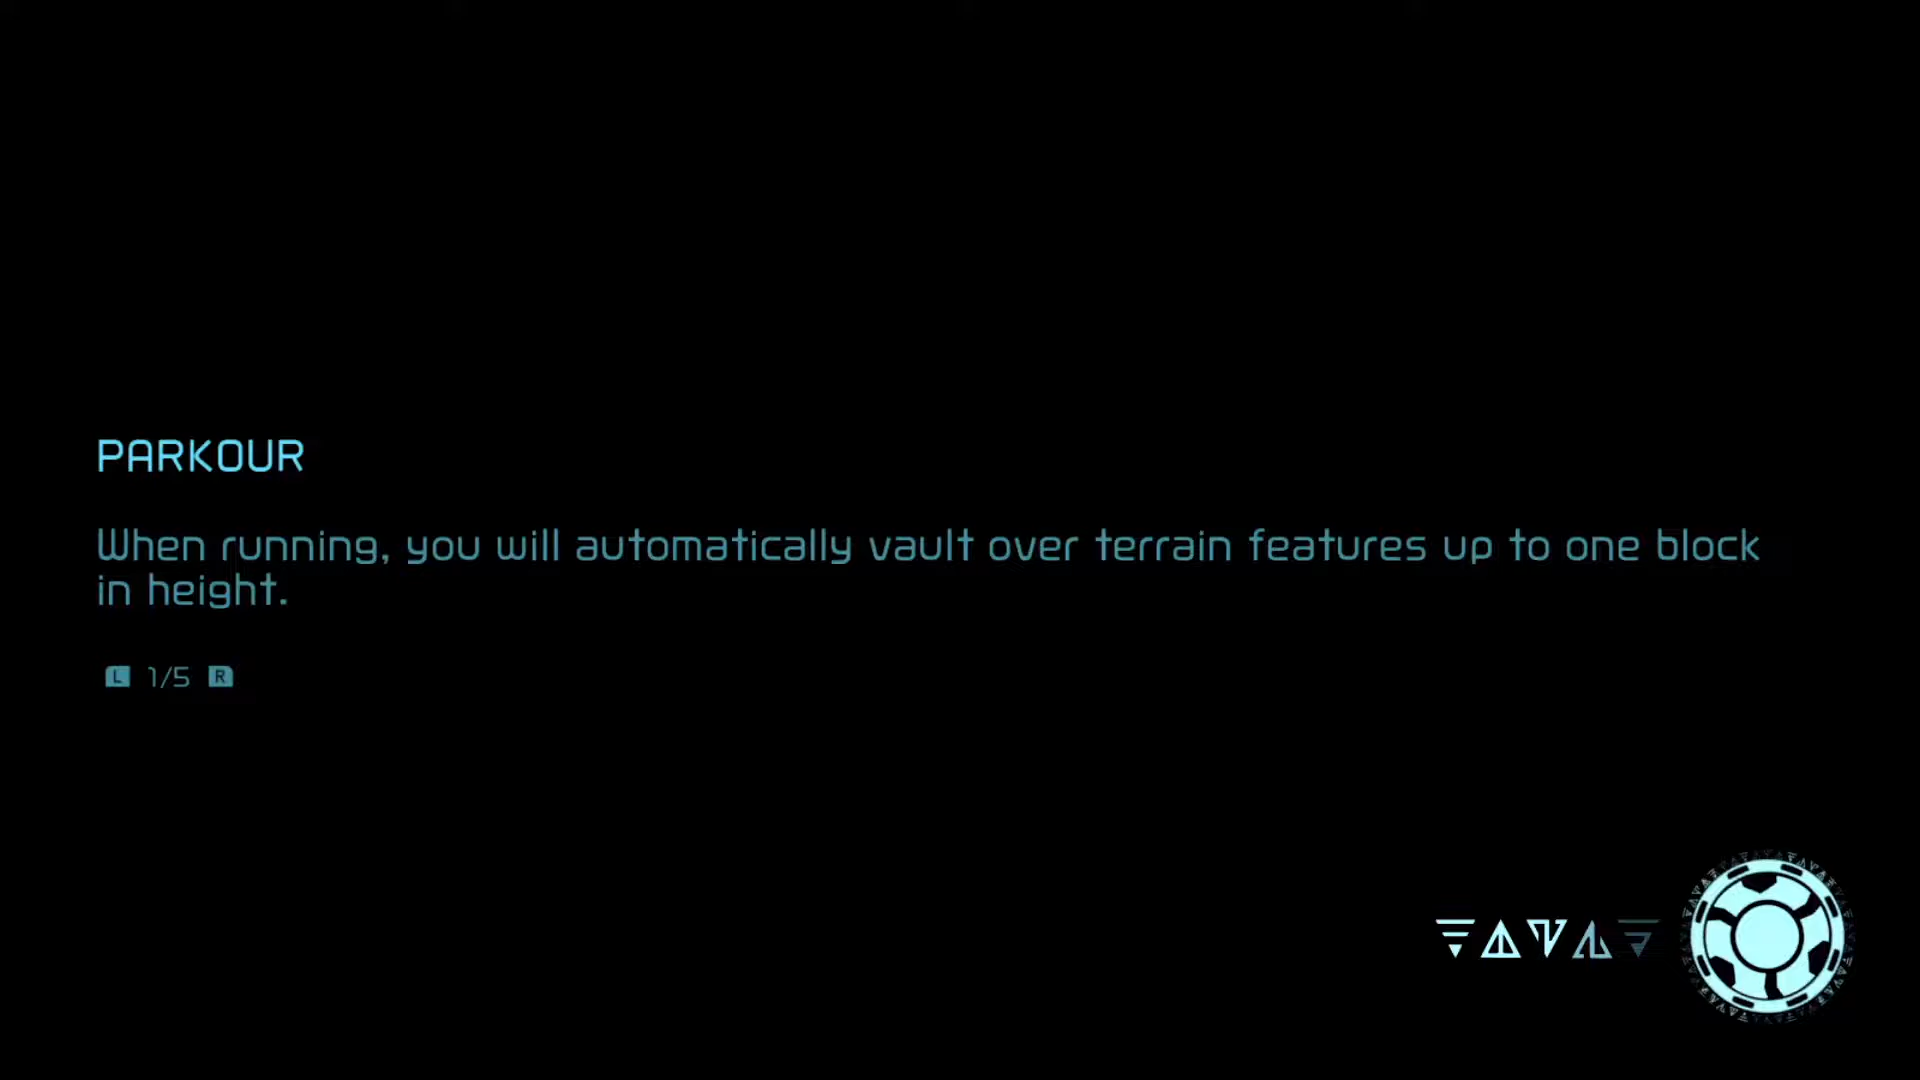 PARKOUR
When running, you will automatically vault over terrain features up to one block
in height.
L 1/5 R